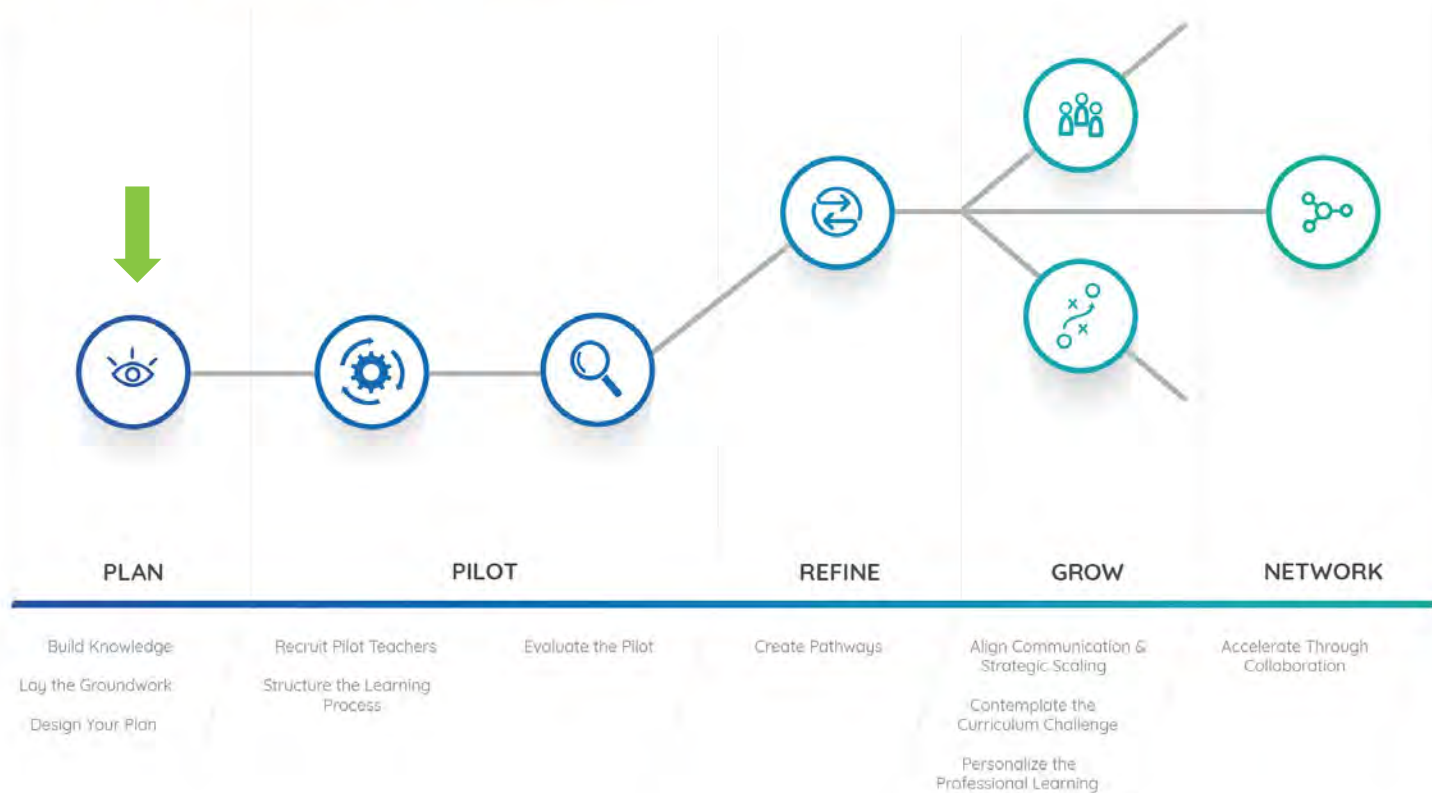 PLAN
PILOT
REFINE
GROW
NETWORK
Build Knowledge
Lay the Groundwork
Design Your Plan
Recruit Pilot Teachers
Structure the Learning
Process
Evaluate the Pilot
Create Pathways
Align Communication &
Strategic Scaling
Contemplate the
Curriculum Challenge
Personalize the
Professional Learning
Accelerate Through
Collaboration